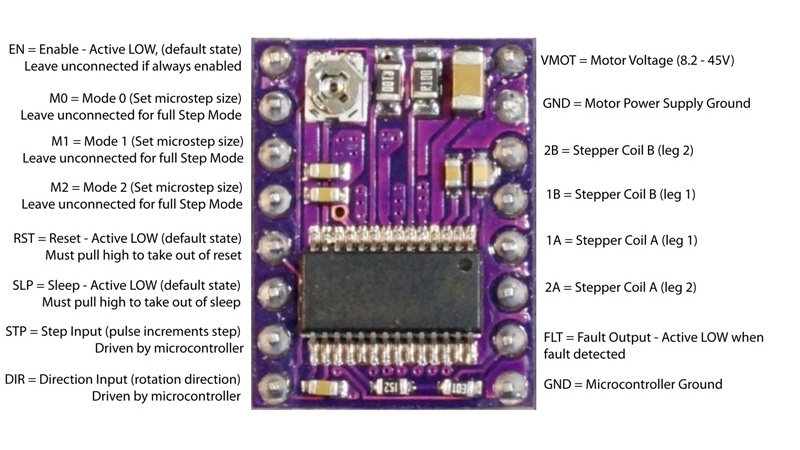 EN = Enable - Active LOW, (default state)
Leave unconnected if always enabled
M0 = Mode 0 (Set microstep size)
Leave unconnected for full Step Mode
M1 = Mode 1 (Set microstep size)
Leave unconnected for full Step Mode
M2 = Mode 2 (Set microstep size)
Leave unconnected for full Step Mode
RST = Reset - Active LOW (default state)
Must pull high to take out of reset
SLP = Sleep - Active LOW (default state)
Must pull high to take out of sleep
STP = Step Input (pulse increments step)
Driven by microcontroller
DIR = Direction Input (rotation direction)
Driven by microcontroller
R100
VMOT = Motor Voltage (8.2 - 45V)
GND = Motor Power Supply Ground
2B = Stepper Coil B (leg 2)
1B = Stepper Coil B (leg 1)
1A = Stepper Coil A (leg 1)
2A = Stepper Coil A (leg 2)
FLT = Fault Output - Active LOW when
fault detected
GND = Microcontroller Ground